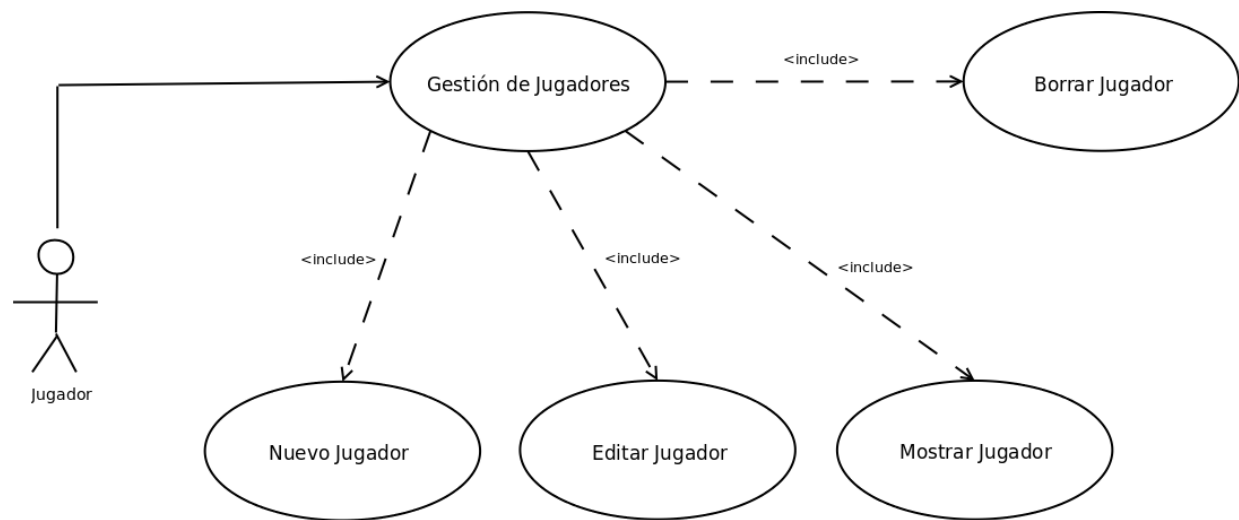 <include>
Gestión de Jugadores
Borrar Jugador
<include>
<include>
<include>
Jugador
Nuevo Jugador
Editar Jugador
Mostrar Jugador